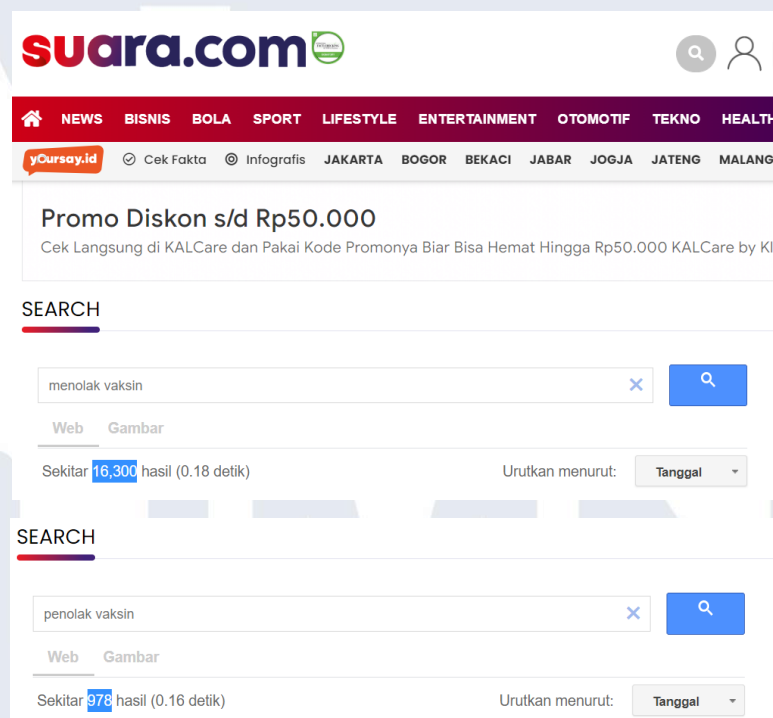 suara.com
NEWS BISNIS BOLA SPORT LIFESTYLE ENTERTAINMENT OTOMOTIF TEKNO HEALTH
yOursay.id Cek Fakta Infografis JAKARTA BOGOR BEKACI JABAR JOGJA JATENG MALANG
Promo Diskon s/d Rp50.000
Cek Langsung di KALCare dan Pakai Kode Promonya Biar Bisa Hemat Hingga Rp50.000 KALCare by Kl
SEARCH
menolak vaksin
Web Gambar
Sekitar 16,300 hasil (0.18 detik) Urutkan menurut: Tanggal
SEARCH
penolak vaksin
Web Gambar
Sekitar 978 hasil (0.16 detik) Urutkan menurut: Tanggal